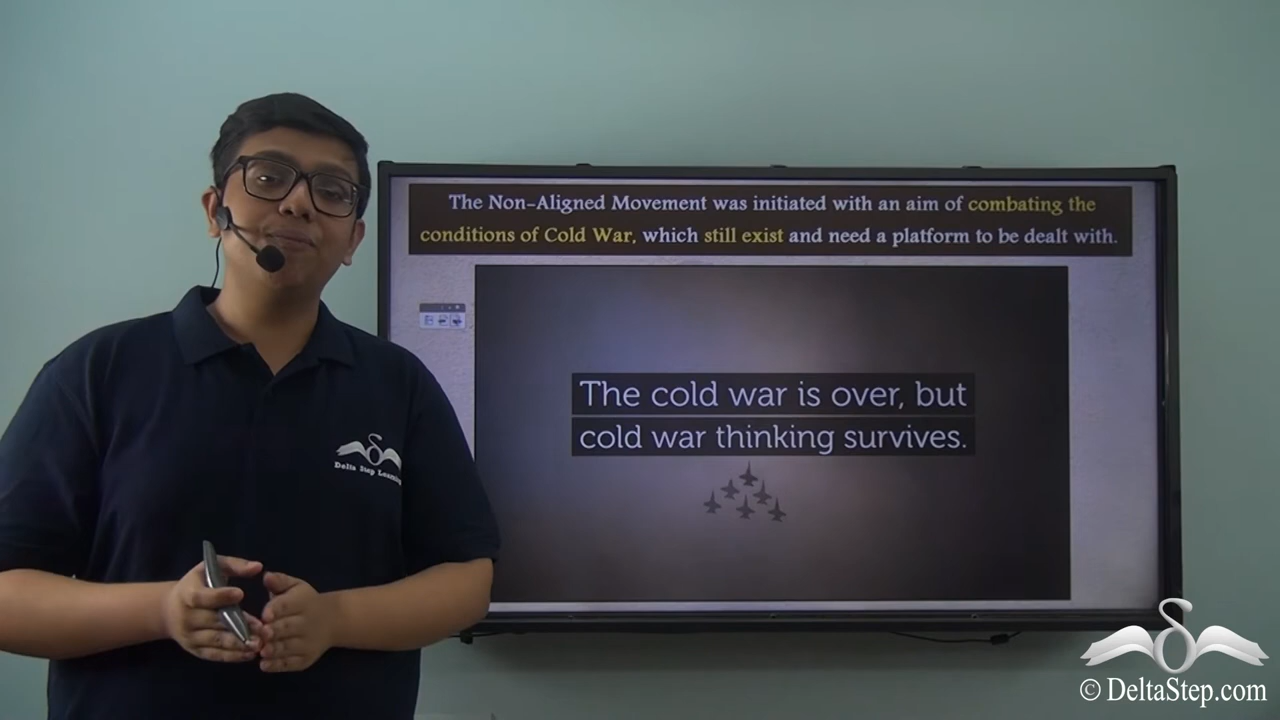 The Non-Aligned Movement was initiated with an aim of combating the
conditions of Cold War, which still exist and need a platform to be dealt with.
The cold war is over, but
cold war thinking survives.
Delta Step Learning
© DeltaStep.com